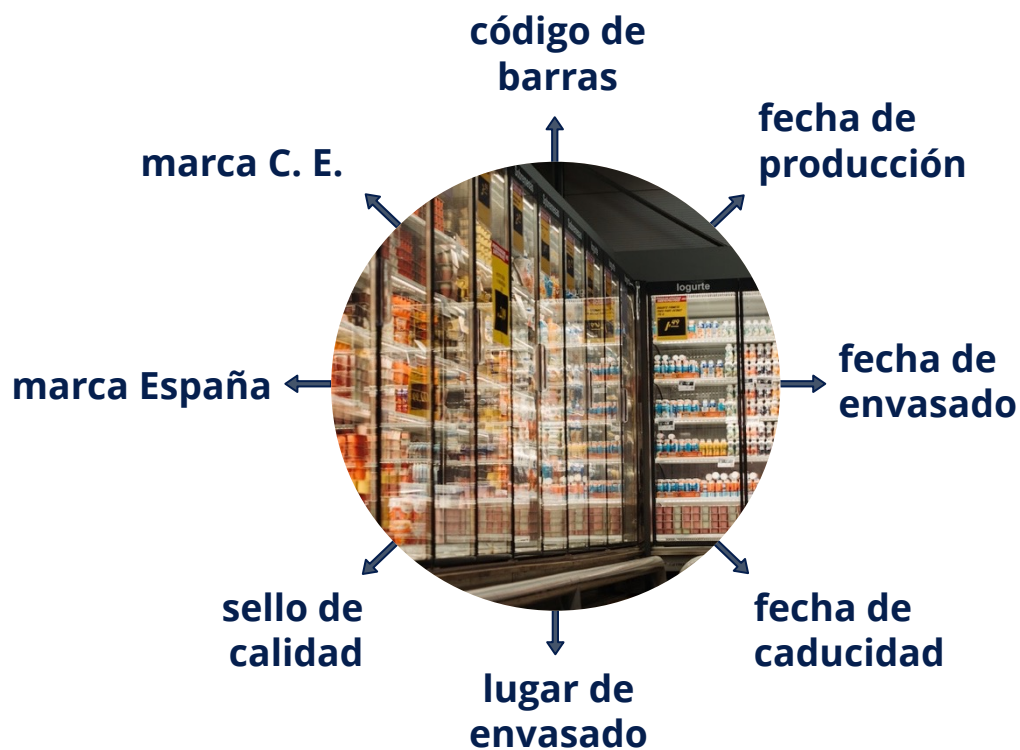 código de
barras
fecha de
producción
marca C. E.
Iogurte
fecha de
envasado
marca España
sello de
calidad
fecha de
caducidad
lugar de
envasado